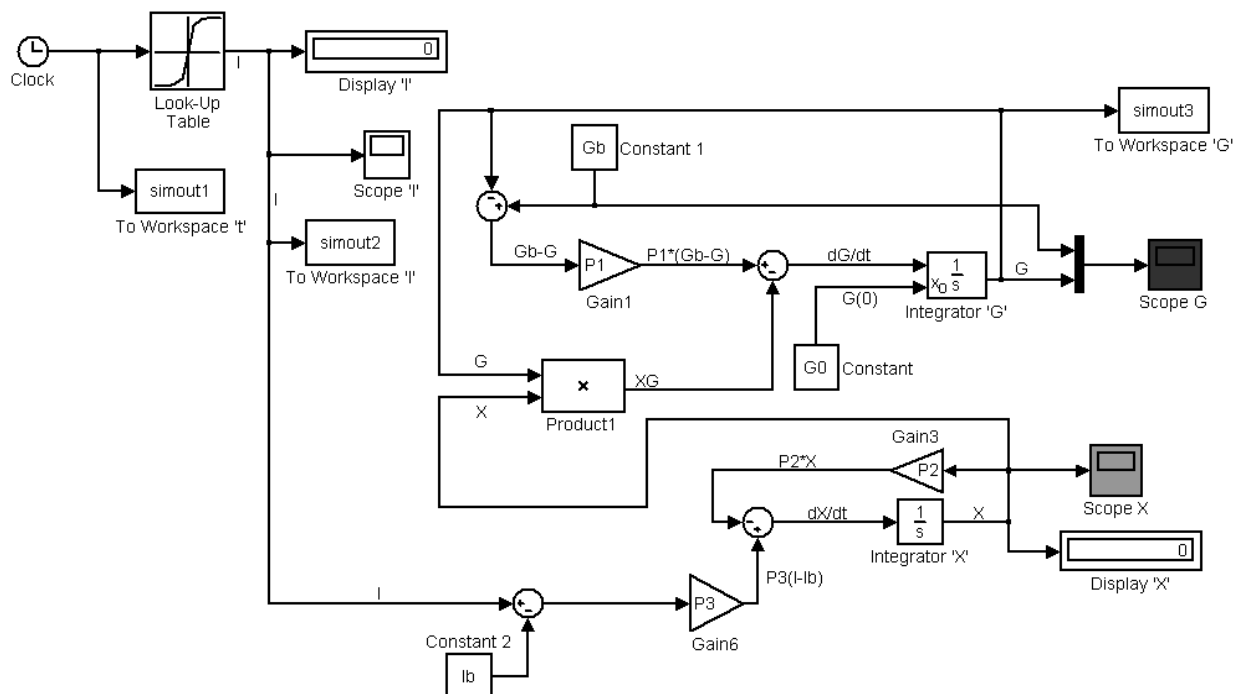 Clock
Look-Up
Table
I
0
Display 'I'
simout1
To Workspace 't'
I
Scope 'I'
simout2
To Workspace 'I'
simout3
To Workspace 'G'
Gb
Constant 1
Gb-G
P1
Gain1
P1*(Gb-G)
dG/dt
G(0)
1
s
xo
Integrator 'G'
G
Scope G
G0
Constant
G
X
×
Product1
XG
Gain3
P2*X
P2
Scope X
dX/dt
1
s
Integrator 'X'
X
0
Display 'X'
P3(I-Ib)
I
P3
Gain6
Constant 2
Ib